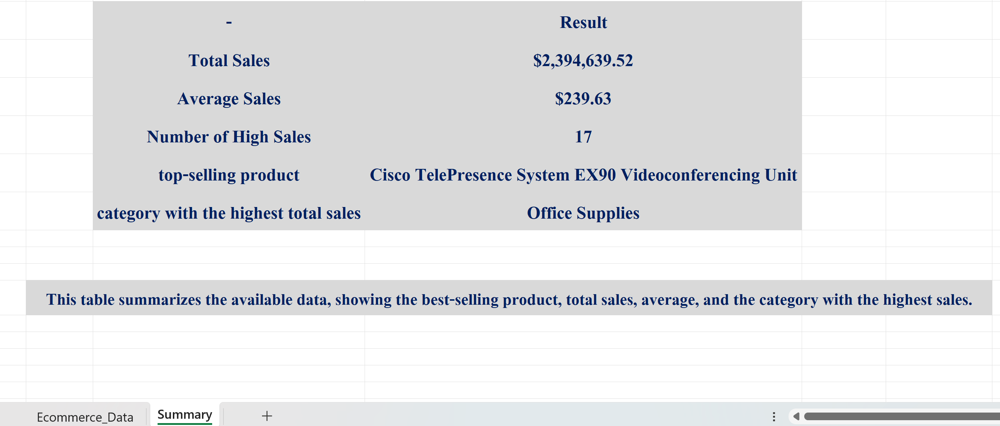 - Result
Total Sales $2,394,639.52
Average Sales $239.63
Number of High Sales 17
top-selling product Cisco TelePresence System EX90 Videoconferencing Unit
category with the highest total sales Office Supplies
This table summarizes the available data, showing the best-selling product, total sales, average, and the category with the highest sales.
Ecommerce_Data Summary +